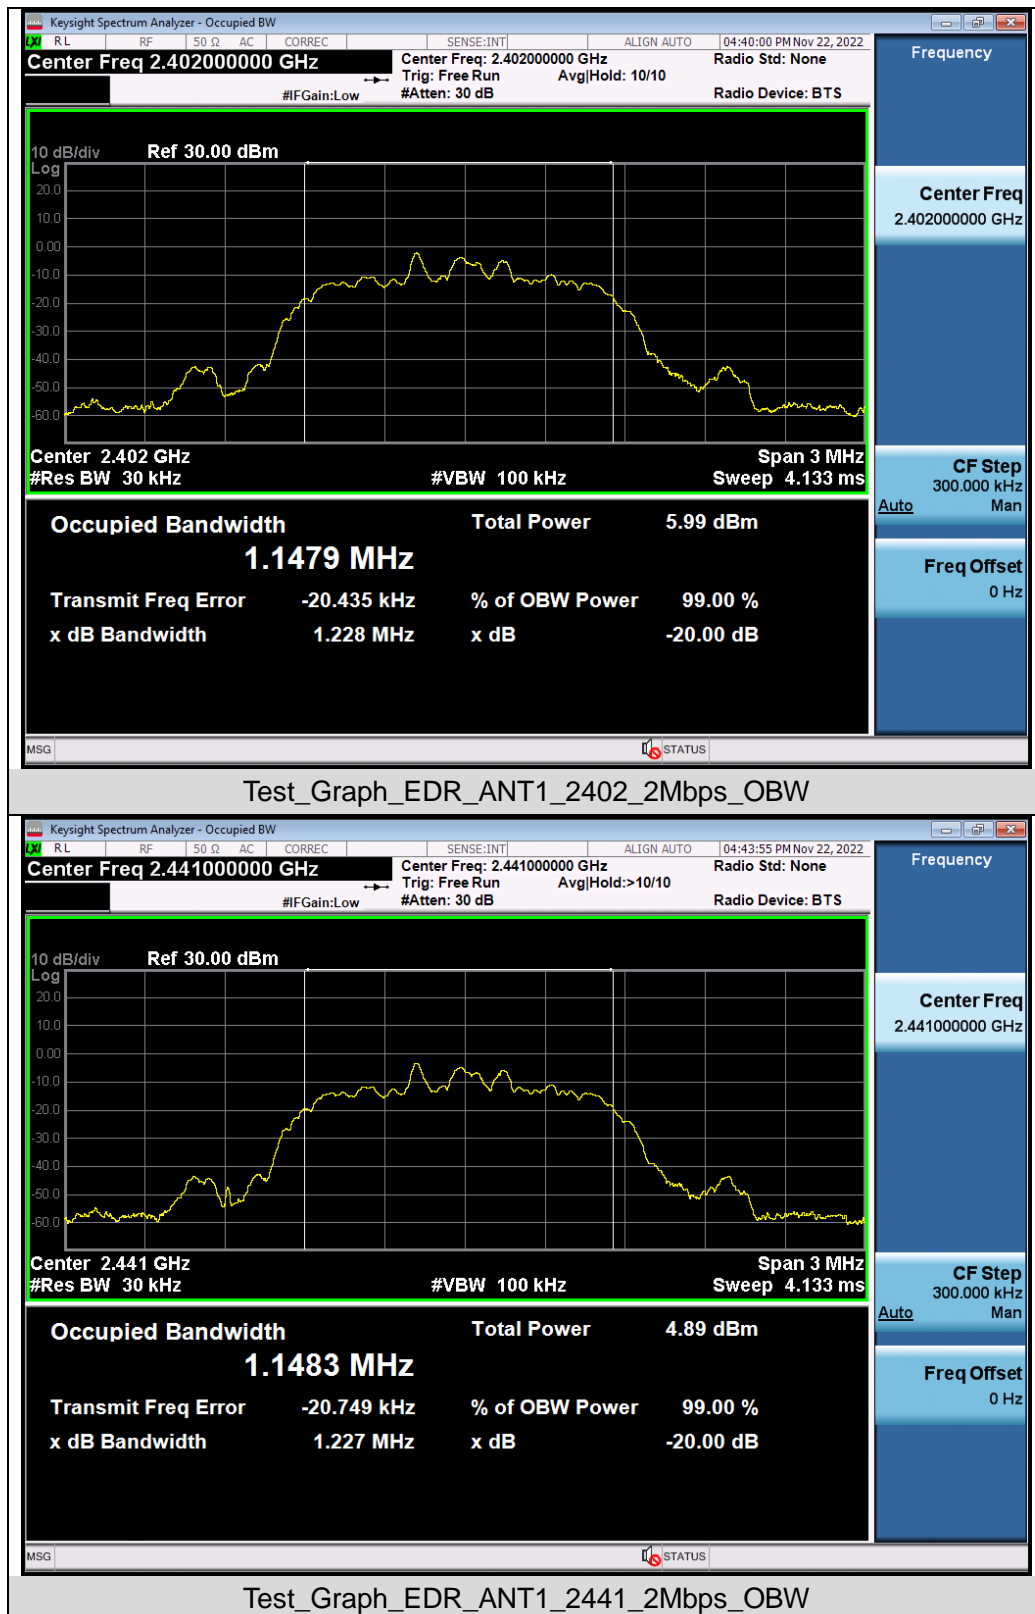 Keysight Spectrum Analyzer - Occupied BW
LXI RL RF 50 Ω AC CORREC SENSE:INT ALIGN AUTO 04:40:00 PM Nov 22, 2022
Center Freq 2.402000000 GHz
Center Freq: 2.402000000 GHz
Radio Std: None
Trig: Free Run Avg|Hold: 10/10
#IFGain:Low
#Atten: 30 dB
Radio Device: BTS
Frequency
10 dB/div Ref 30.00 dBm
Log
20.0
10.0
0.00
-10.0
-20.0
-30.0
-40.0
-50.0
-60.0
Center 2.402 GHz Span 3 MHz
#Res BW 30 kHz #VBW 100 kHz Sweep 4.133 ms
Center Freq
2.402000000 GHz
CF Step
300.000 kHz
Auto Man
Freq Offset
0 Hz
Occupied Bandwidth Total Power 5.99 dBm
1.1479 MHz
Transmit Freq Error -20.435 kHz % of OBW Power 99.00 %
x dB Bandwidth 1.228 MHz x dB -20.00 dB
MSG STATUS
Test_Graph_EDR_ANT1_2402_2Mbps_OBW
Keysight Spectrum Analyzer - Occupied BW
LXI RL RF 50 Ω AC CORREC SENSE:INT ALIGN AUTO 04:43:55 PM Nov 22, 2022
Center Freq 2.441000000 GHz
Center Freq: 2.441000000 GHz
Radio Std: None
Trig: Free Run Avg|Hold:>10/10
#IFGain:Low
#Atten: 30 dB
Radio Device: BTS
Frequency
10 dB/div Ref 30.00 dBm
Log
20.0
10.0
0.00
-10.0
-20.0
-30.0
-40.0
-50.0
-60.0
Center 2.441 GHz Span 3 MHz
#Res BW 30 kHz #VBW 100 kHz Sweep 4.133 ms
Center Freq
2.441000000 GHz
CF Step
300.000 kHz
Auto Man
Freq Offset
0 Hz
Occupied Bandwidth Total Power 4.89 dBm
1.1483 MHz
Transmit Freq Error -20.749 kHz % of OBW Power 99.00 %
x dB Bandwidth 1.227 MHz x dB -20.00 dB
MSG STATUS
Test_Graph_EDR_ANT1_2441_2Mbps_OBW